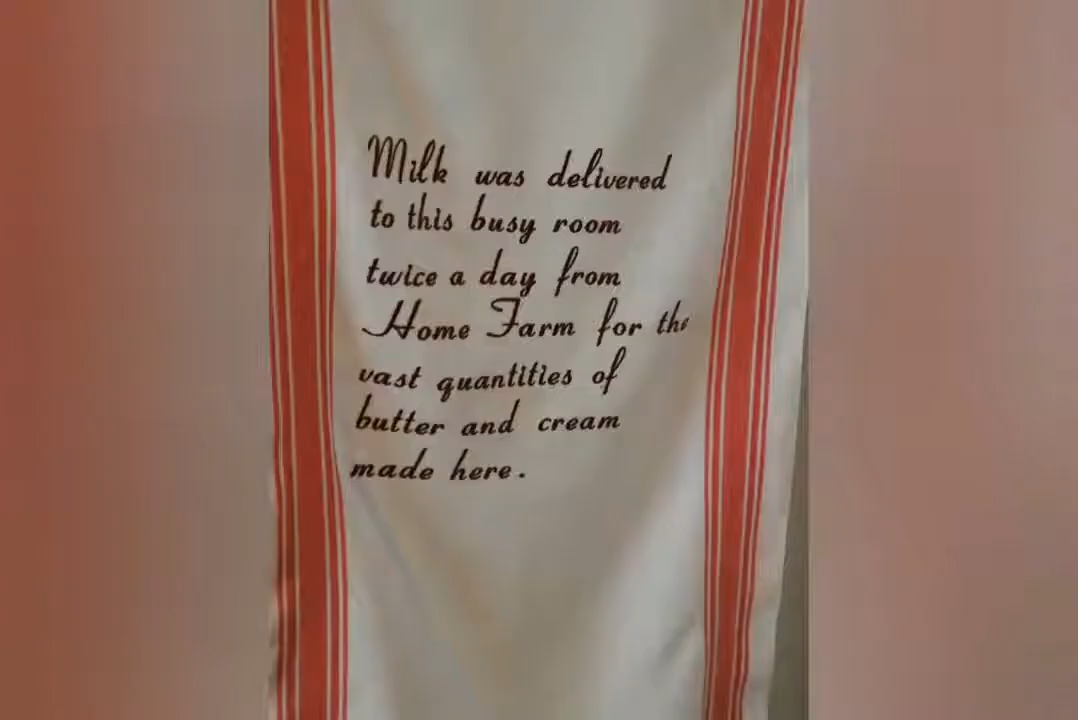 Milk was delivered
to this busy room
twice a day from
Home Farm for the
vast quantities of
butter and cream
made here.